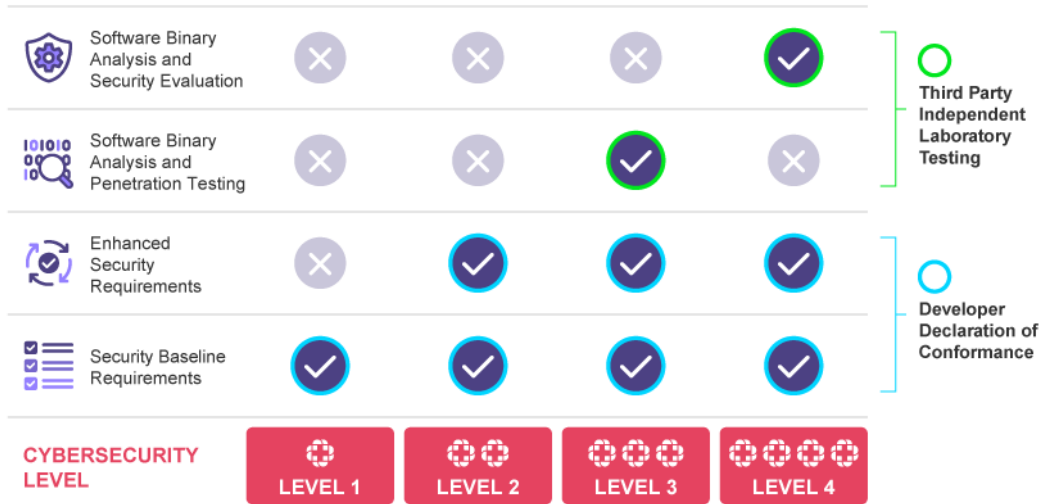 Software Binary
Analysis and
Security Evaluation
Third Party
Independent
Laboratory
Testing
101010
Software Binary
Analysis and
Penetration Testing
Enhanced
Security
Requirements
Developer
Declaration of
Conformance
Security Baseline
Requirements
CYBERSECURITY
LEVEL
LEVEL 1
LEVEL 2
LEVEL 3
LEVEL 4